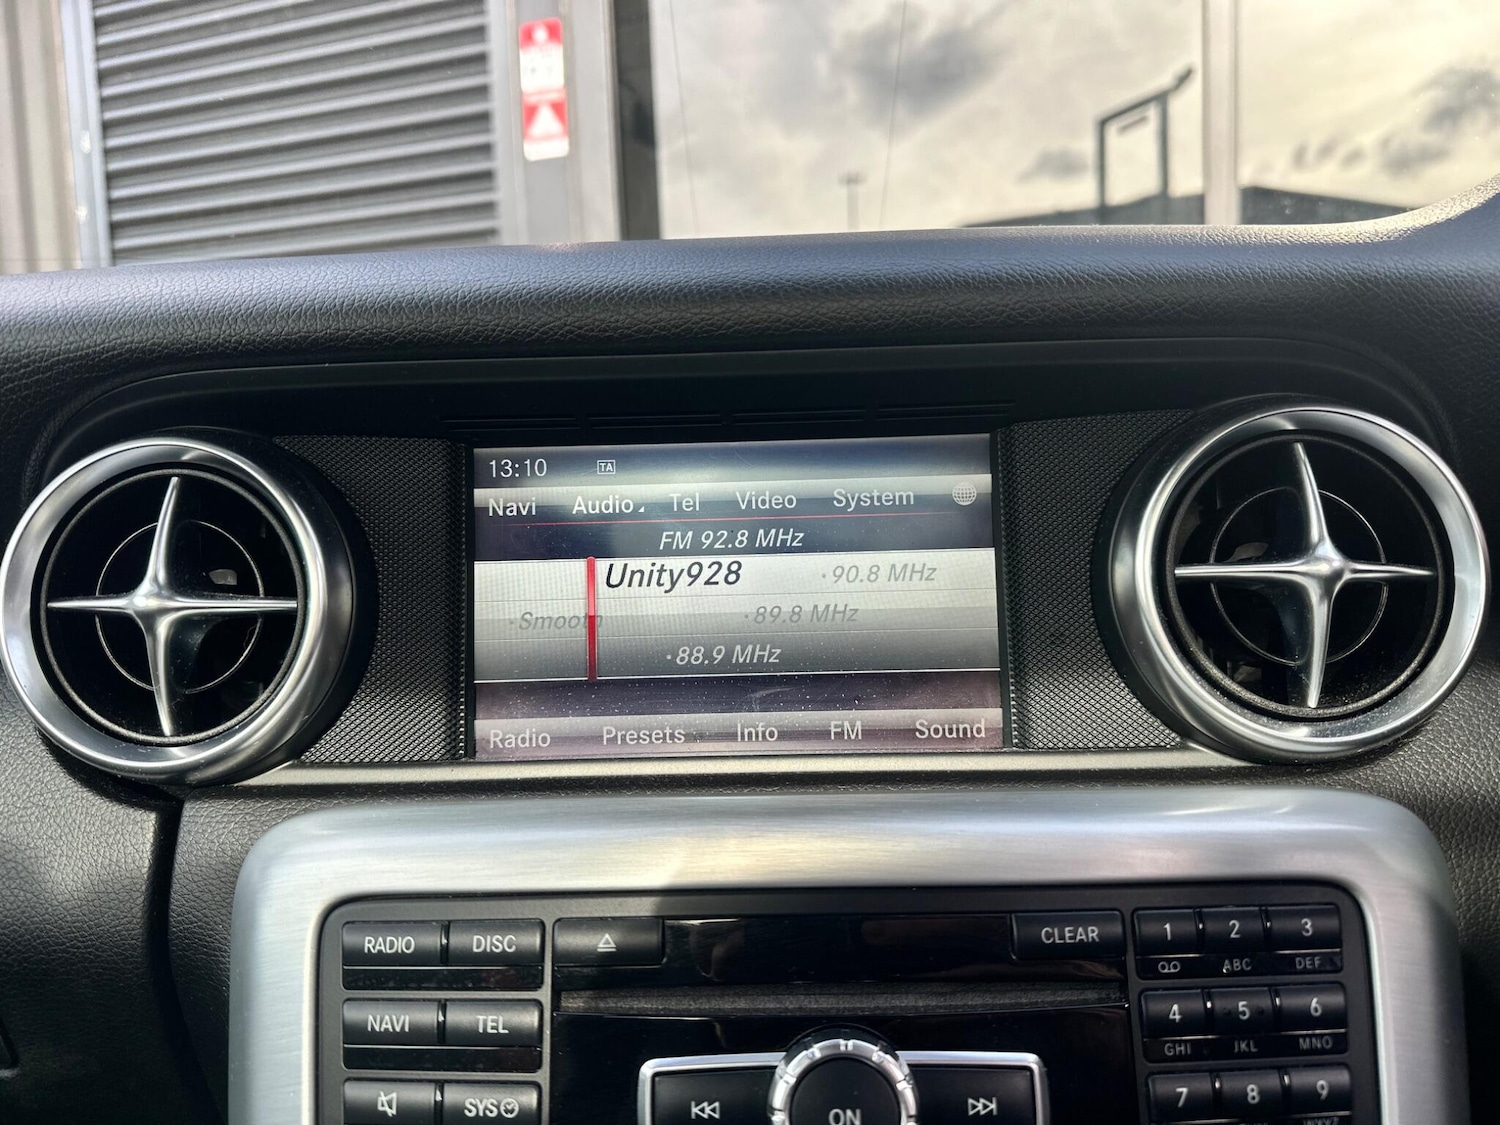 13:10 TA
Navi Audio Tel Video System
FM 92.8 MHz
Unity928 ·90.8 MHz
·Smooth ·89.8 MHz
·88.9 MHz
Radio Presets Info FM Sound
RADIO DISC CLEAR 1 2 3
ABC DEF
NAVI TEL 4 5 6
GHI JKL MNO
SYS ON 7 8 9